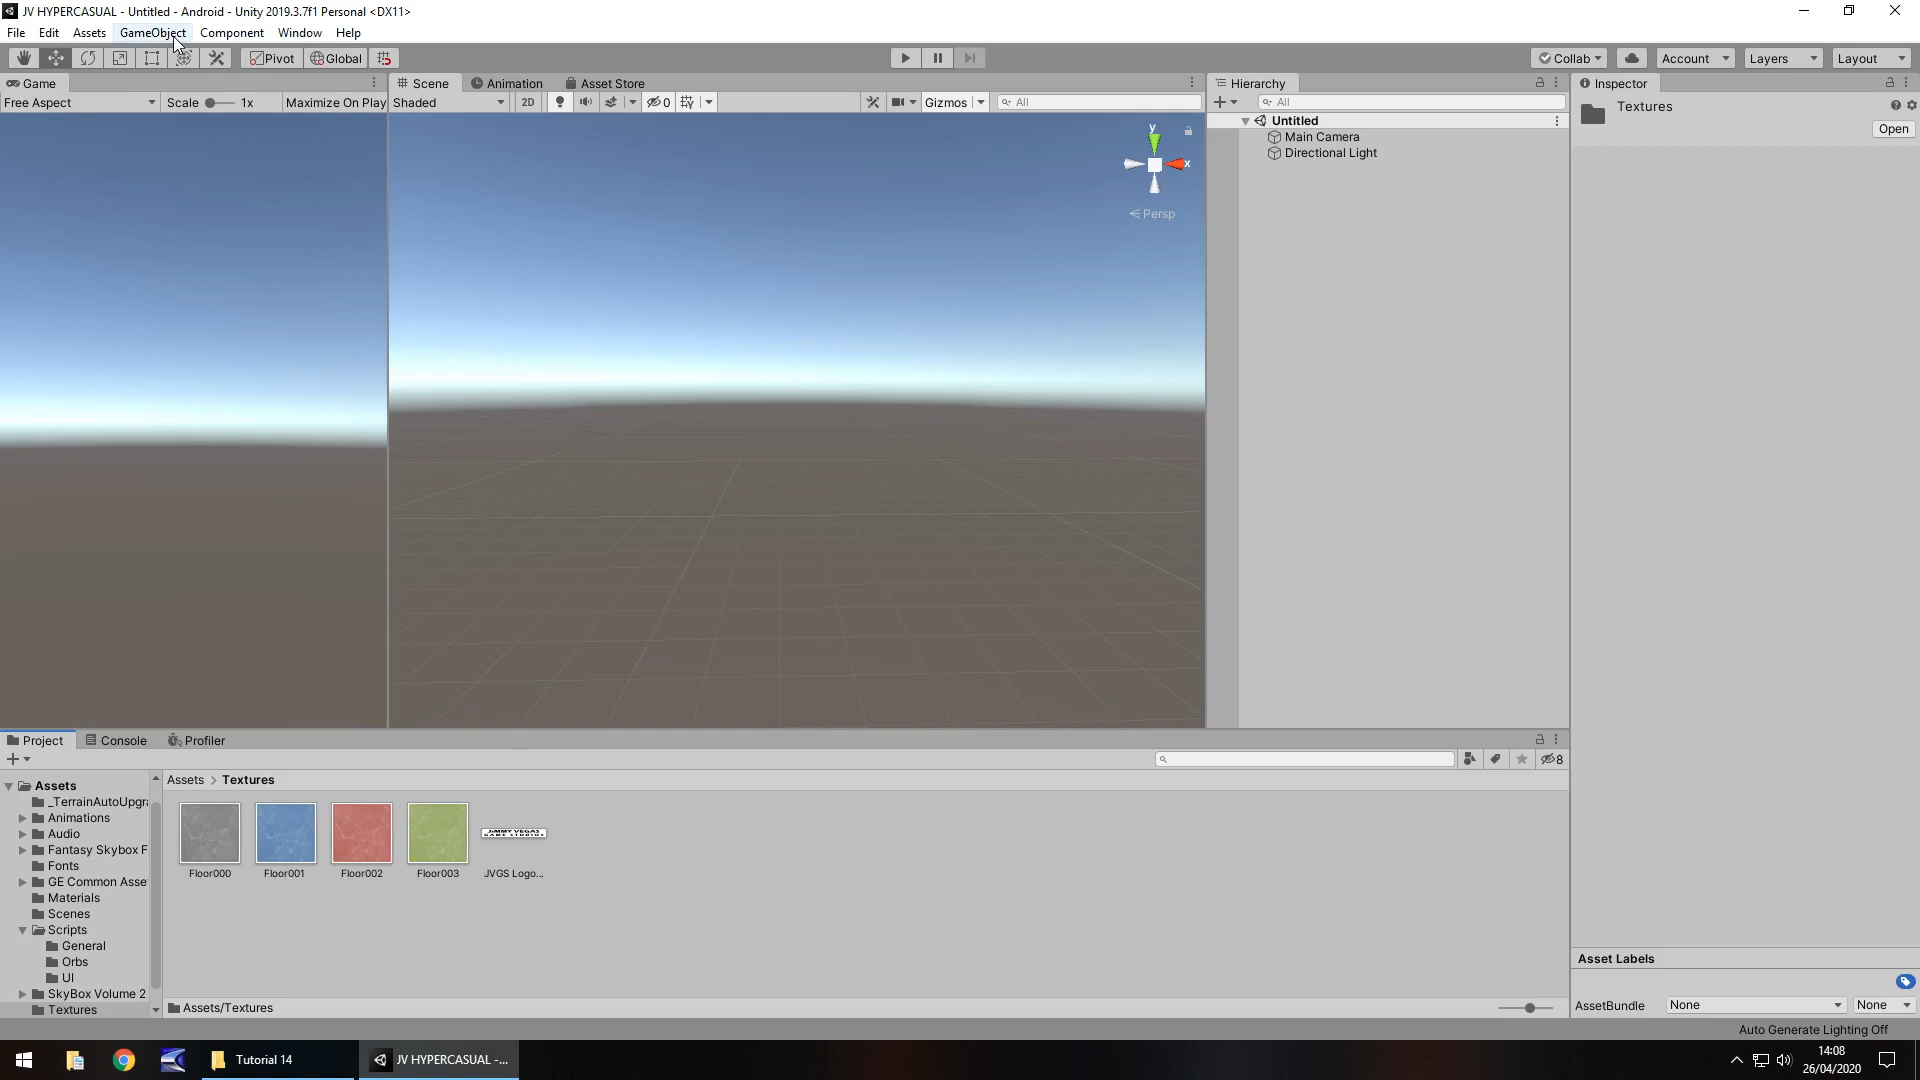 JV HYPERCASUAL - Untitled - Android - Unity 2019.3.7f1 Personal <DX11>
File Edit Assets GameObject Component Window Help
Pivot Global Collab Account Layers Layout
Game Scene Animation Asset Store Hierarchy Inspector
Free Aspect Scale 1x Maximize On Play Shaded 2D 0 Gizmos All All
Textures
Open
Untitled
Main Camera
Directional Light
y
x
Persp
Project Console Profiler
8
Assets
_TerrainAutoUpgra
Animations
Audio
Fantasy Skybox F
Fonts
GE Common Asse
Materials
Scenes
Scripts
General
Orbs
UI
SkyBox Volume 2
Textures
Assets > Textures
JIMMY VEGAS
GAME STUDIOS
Floor000 Floor001 Floor002 Floor003 JVGS Logo...
Assets/Textures
Asset Labels
AssetBundle None None
Auto Generate Lighting Off
Tutorial 14 JV HYPERCASUAL -...
14:08
26/04/2020